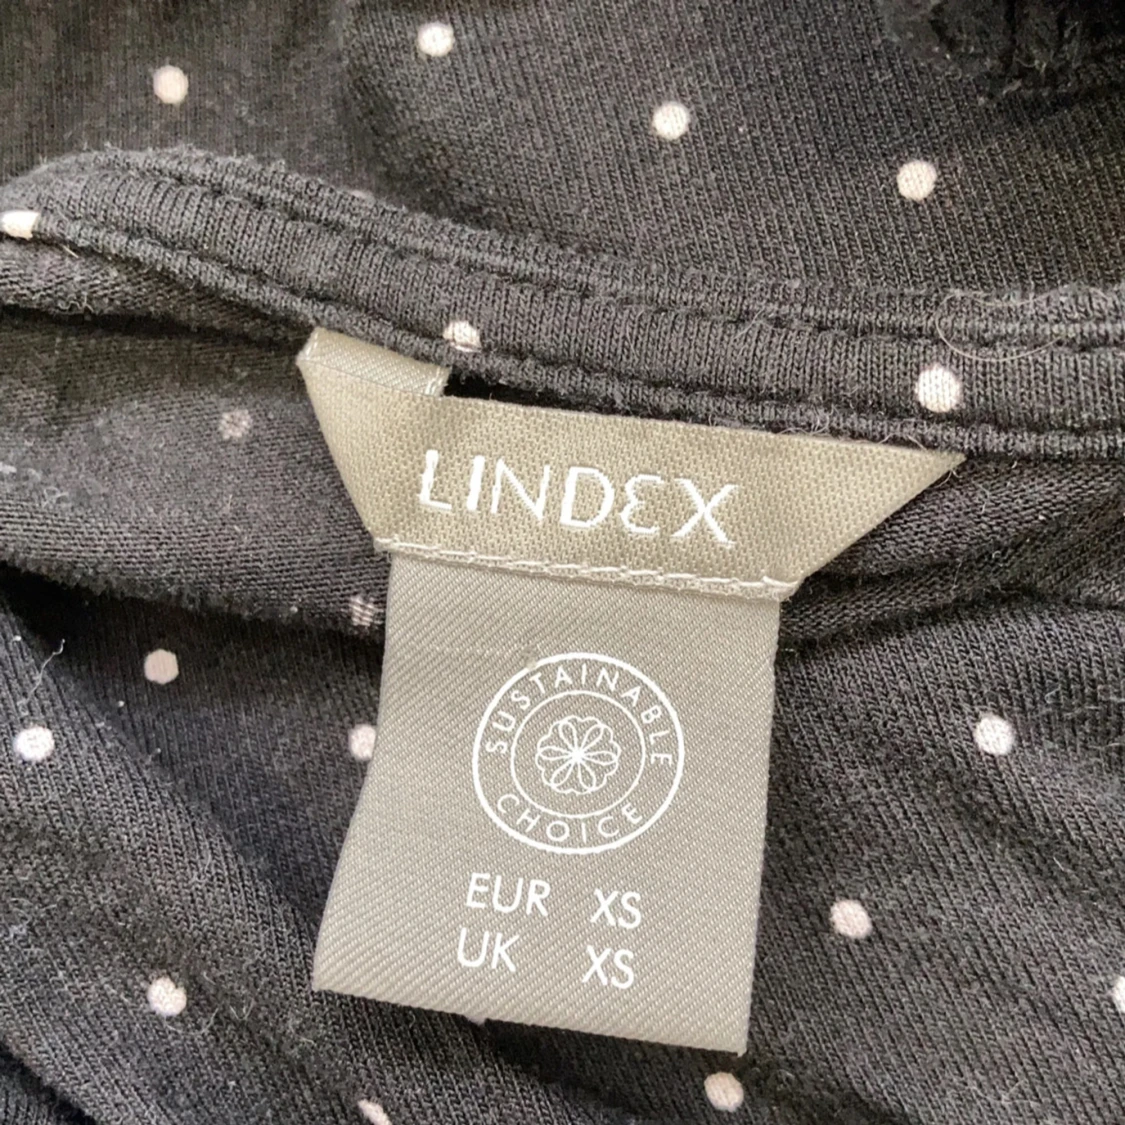 LINDEX
SUSTAINABLE
CHOICE
EUR XS
UK XS